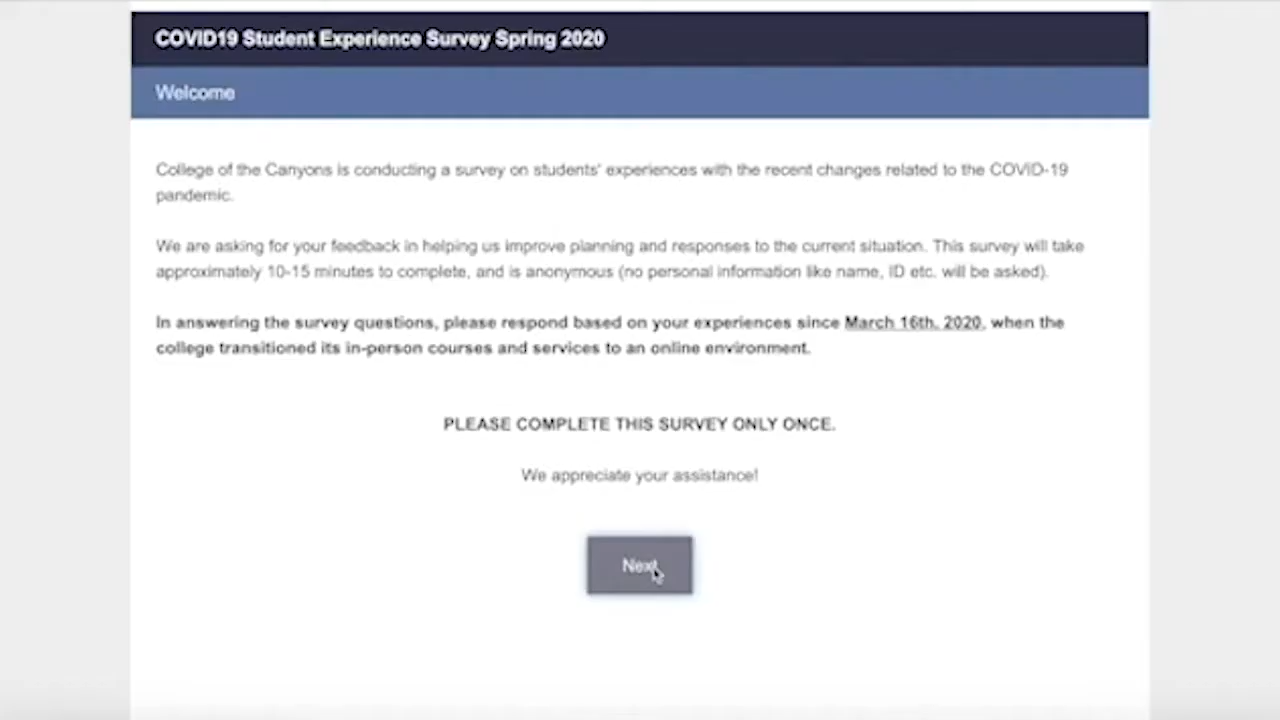 COVID19 Student Experience Survey Spring 2020
Welcome
College of the Canyons is conducting a survey on students' experiences with the recent changes related to the COVID-19
pandemic.
We are asking for your feedback in helping us improve planning and responses to the current situation. This survey will take
approximately 10-15 minutes to complete, and is anonymous (no personal information like name, ID etc. will be asked).
In answering the survey questions, please respond based on your experiences since March 16th, 2020, when the
college transitioned its in-person courses and services to an online environment.
PLEASE COMPLETE THIS SURVEY ONLY ONCE.
We appreciate your assistance!
Next